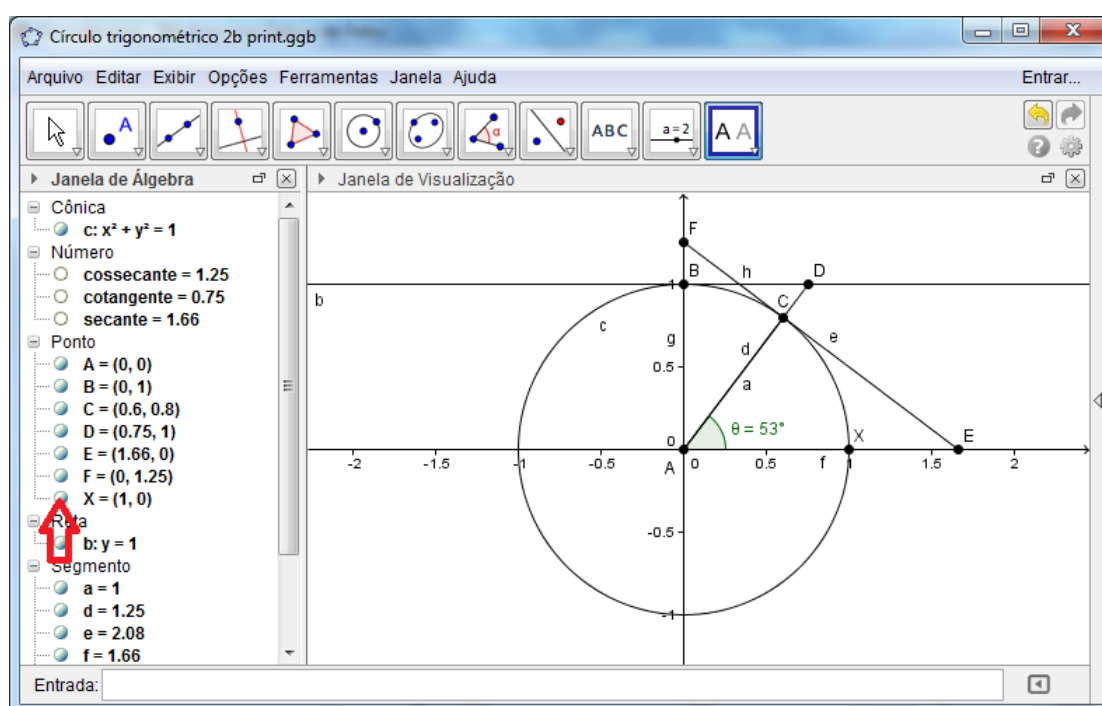 Círculo trigonométrico 2b print.ggb
Arquivo Editar Exibir Opções Ferramentas Janela Ajuda Entrar...
A α ABC a=2 A A
Janela de Álgebra
Cônica
c: x² + y² = 1
Número
cossecante = 1.25
cotangente = 0.75
secante = 1.66
Ponto
A = (0, 0)
B = (0, 1)
C = (0.6, 0.8)
D = (0.75, 1)
E = (1.66, 0)
F = (0, 1.25)
X = (1, 0)
Reta
b: y = 1
Segmento
a = 1
d = 1.25
e = 2.08
f = 1.66
Janela de Visualização
F
1 B h D
b
c C
g d e
0.5
a
θ = 53°
0 X E
-2 -1.5 -1 -0.5 A 0 0.5 f 1 1.5 2
-0.5
-1
Entrada: